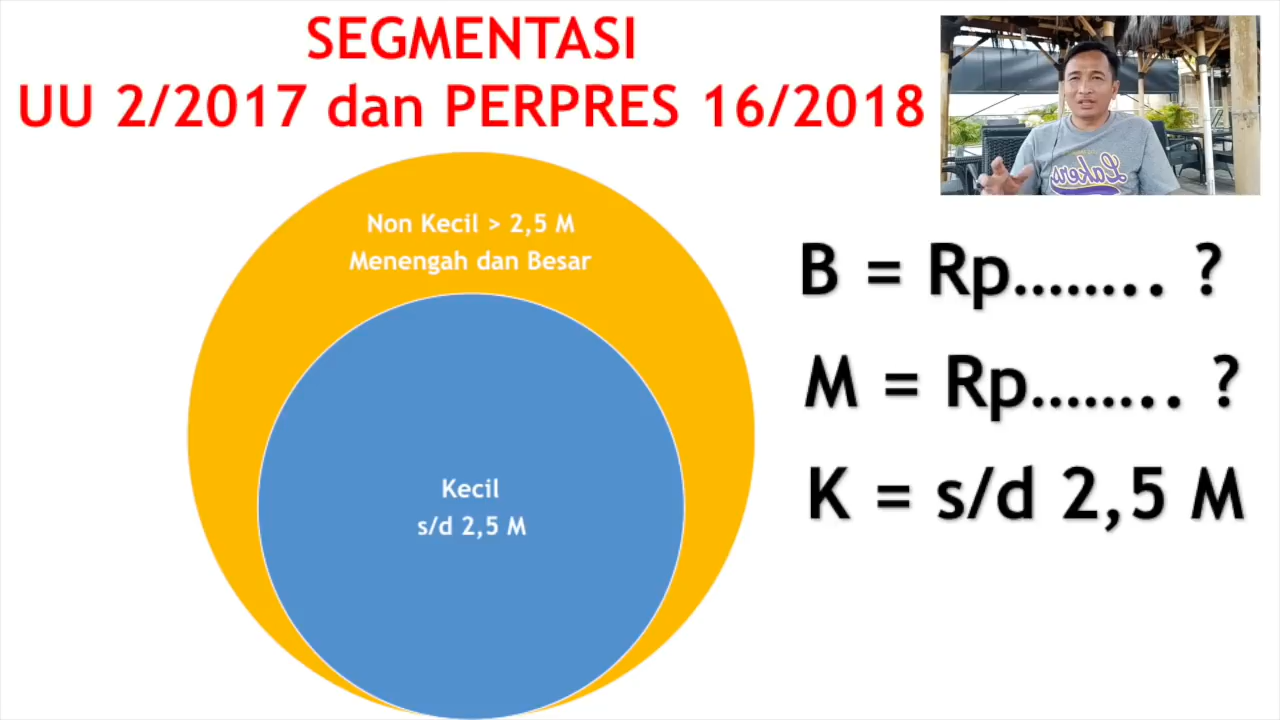 SEGMENTASI
UU 2/2017 dan PERPRES 16/2018
Lakers
Non Kecil > 2,5 M
Menengah dan Besar
B = Rp........ ?
M = Rp........ ?
Kecil
s/d 2,5 M
K = s/d 2,5 M